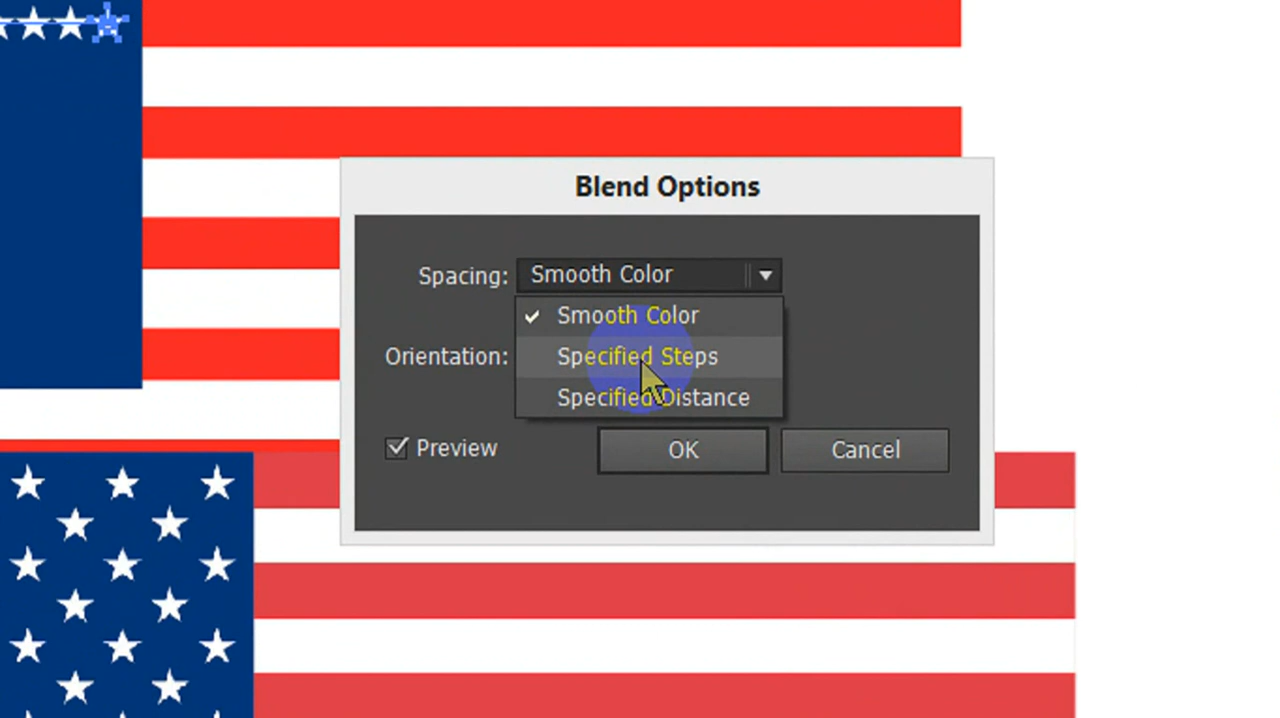 Blend Options
Spacing: Smooth Color
Smooth Color
Orientation: Specified Steps
Specified Distance
Preview OK Cancel